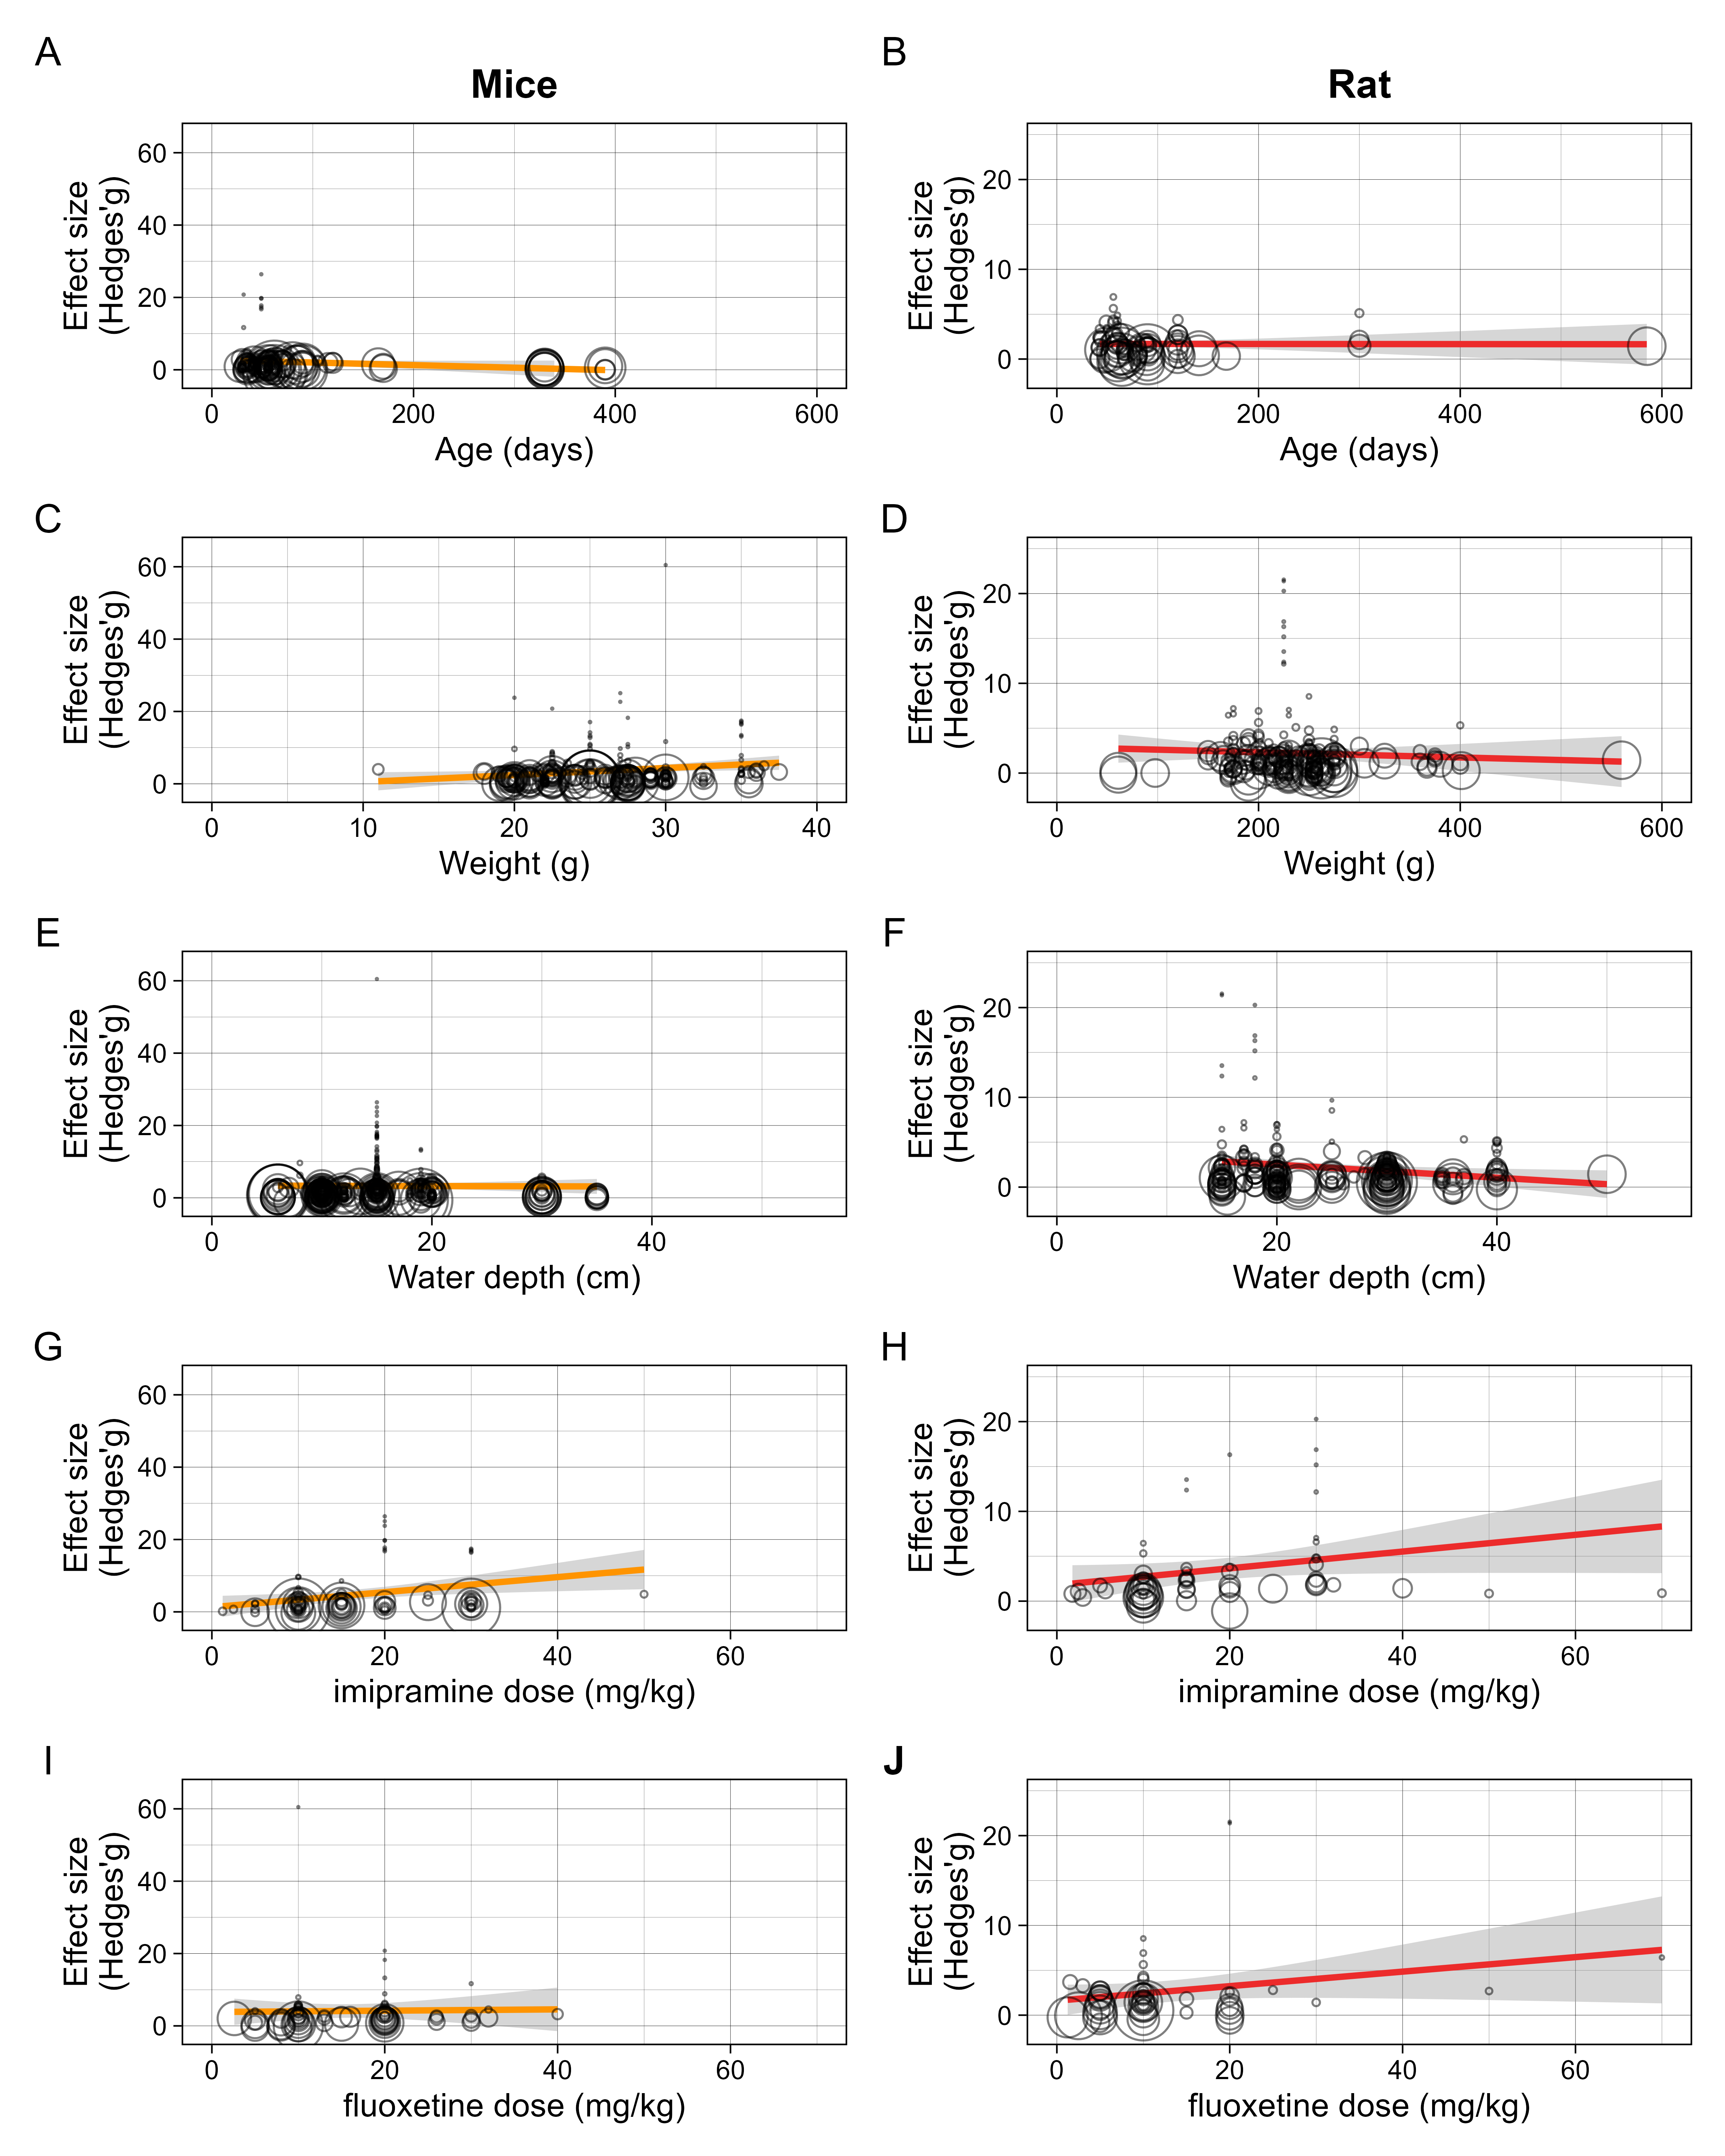 A
B
Mice
Rat
Effect size
(Hedges'g)
60
40
20
0
0
200
400
600
Age (days)
Effect size
(Hedges'g)
20
10
0
0
200
400
600
Age (days)
C
D
Effect size
(Hedges'g)
60
40
20
0
0
10
20
30
40
Weight (g)
Effect size
(Hedges'g)
20
10
0
0
200
400
600
Weight (g)
E
F
Effect size
(Hedges'g)
60
40
20
0
0
20
40
Water depth (cm)
Effect size
(Hedges'g)
20
10
0
0
20
40
Water depth (cm)
G
H
Effect size
(Hedges'g)
60
40
20
0
0
20
40
60
imipramine dose (mg/kg)
Effect size
(Hedges'g)
20
10
0
0
20
40
60
imipramine dose (mg/kg)
I
J
Effect size
(Hedges'g)
60
40
20
0
0
20
40
60
fluoxetine dose (mg/kg)
Effect size
(Hedges'g)
20
10
0
0
20
40
60
fluoxetine dose (mg/kg)